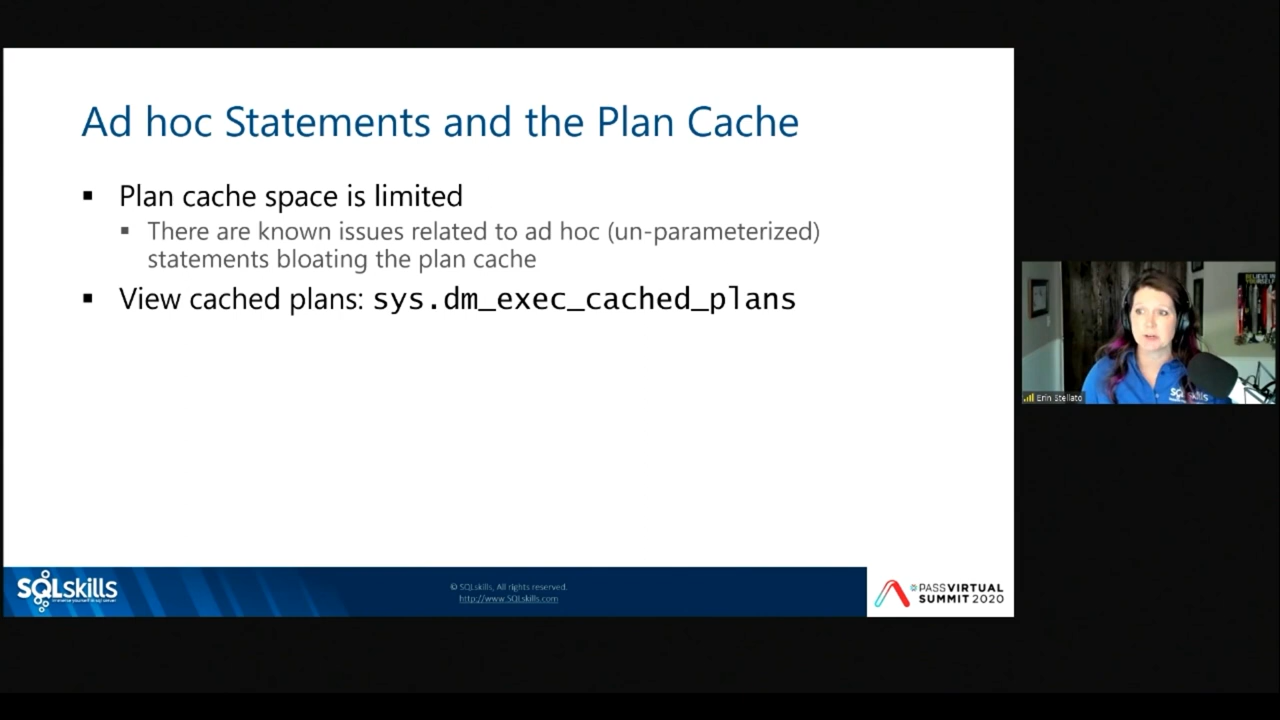 Ad hoc Statements and the Plan Cache
▪ Plan cache space is limited
▪ There are known issues related to ad hoc (un-parameterized)
statements bloating the plan cache
▪ View cached plans: sys.dm_exec_cached_plans
Erin Stellato
SQLskills
SQLskills
© SQLskills, All rights reserved.
http://www.SQLskills.com
PASS VIRTUAL
SUMMIT 2020